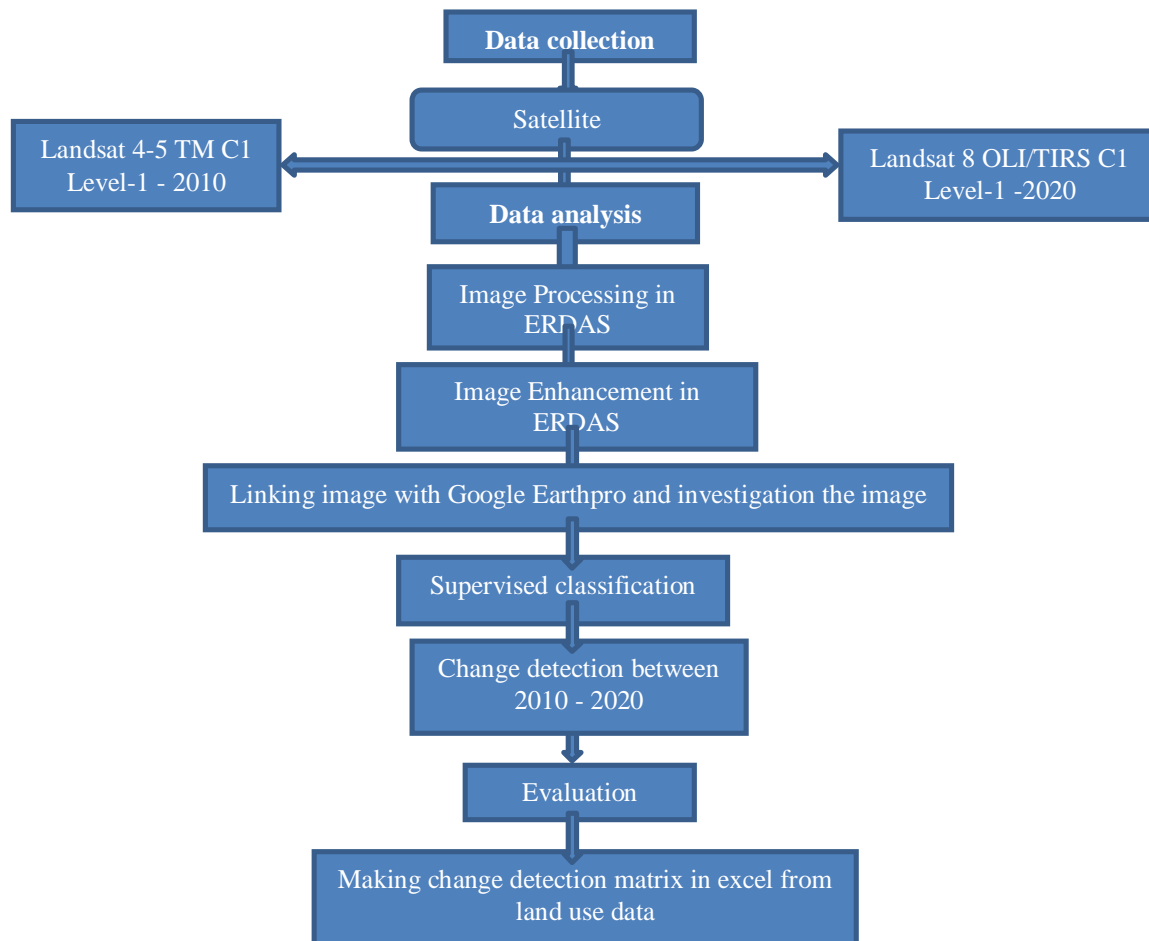 Data collection
Satellite
Landsat 4-5 TM C1
Level-1 - 2010
Landsat 8 OLI/TIRS C1
Level-1 -2020
Data analysis
Image Processing in
ERDAS
Image Enhancement in
ERDAS
Linking image with Google Earthpro and investigation the image
Supervised classification
Change detection between
2010 - 2020
Evaluation
Making change detection matrix in excel from
land use data